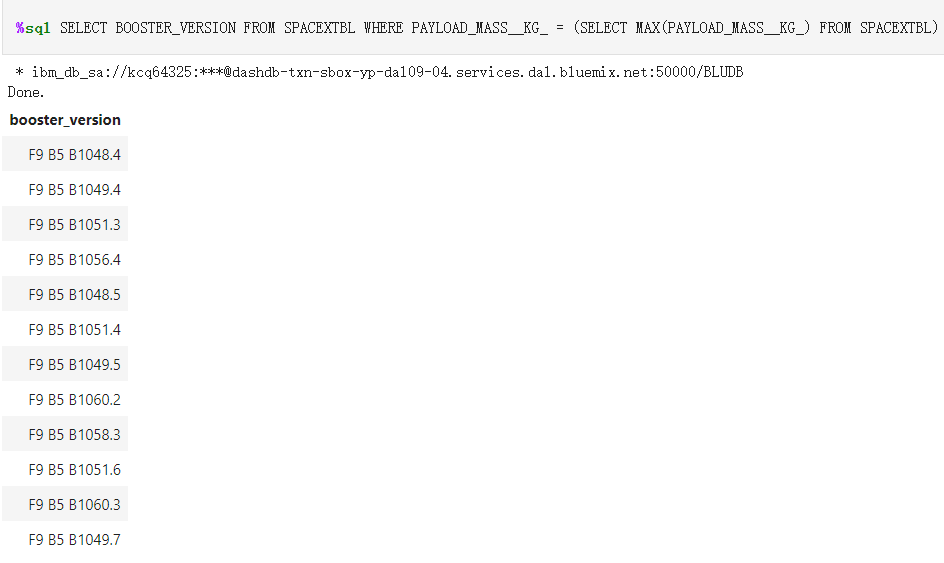 %sql SELECT BOOSTER_VERSION FROM SPACEXTBL WHERE PAYLOAD_MASS__KG_ = (SELECT MAX(PAYLOAD_MASS__KG_) FROM SPACEXTBL)
* ibm_db_sa://kcq64325:***@dashdb-txn-sbox-yp-dal09-04.services.dal.bluemix.net:50000/BLUDB
Done.
booster_version
F9 B5 B1048.4
F9 B5 B1049.4
F9 B5 B1051.3
F9 B5 B1056.4
F9 B5 B1048.5
F9 B5 B1051.4
F9 B5 B1049.5
F9 B5 B1060.2
F9 B5 B1058.3
F9 B5 B1051.6
F9 B5 B1060.3
F9 B5 B1049.7